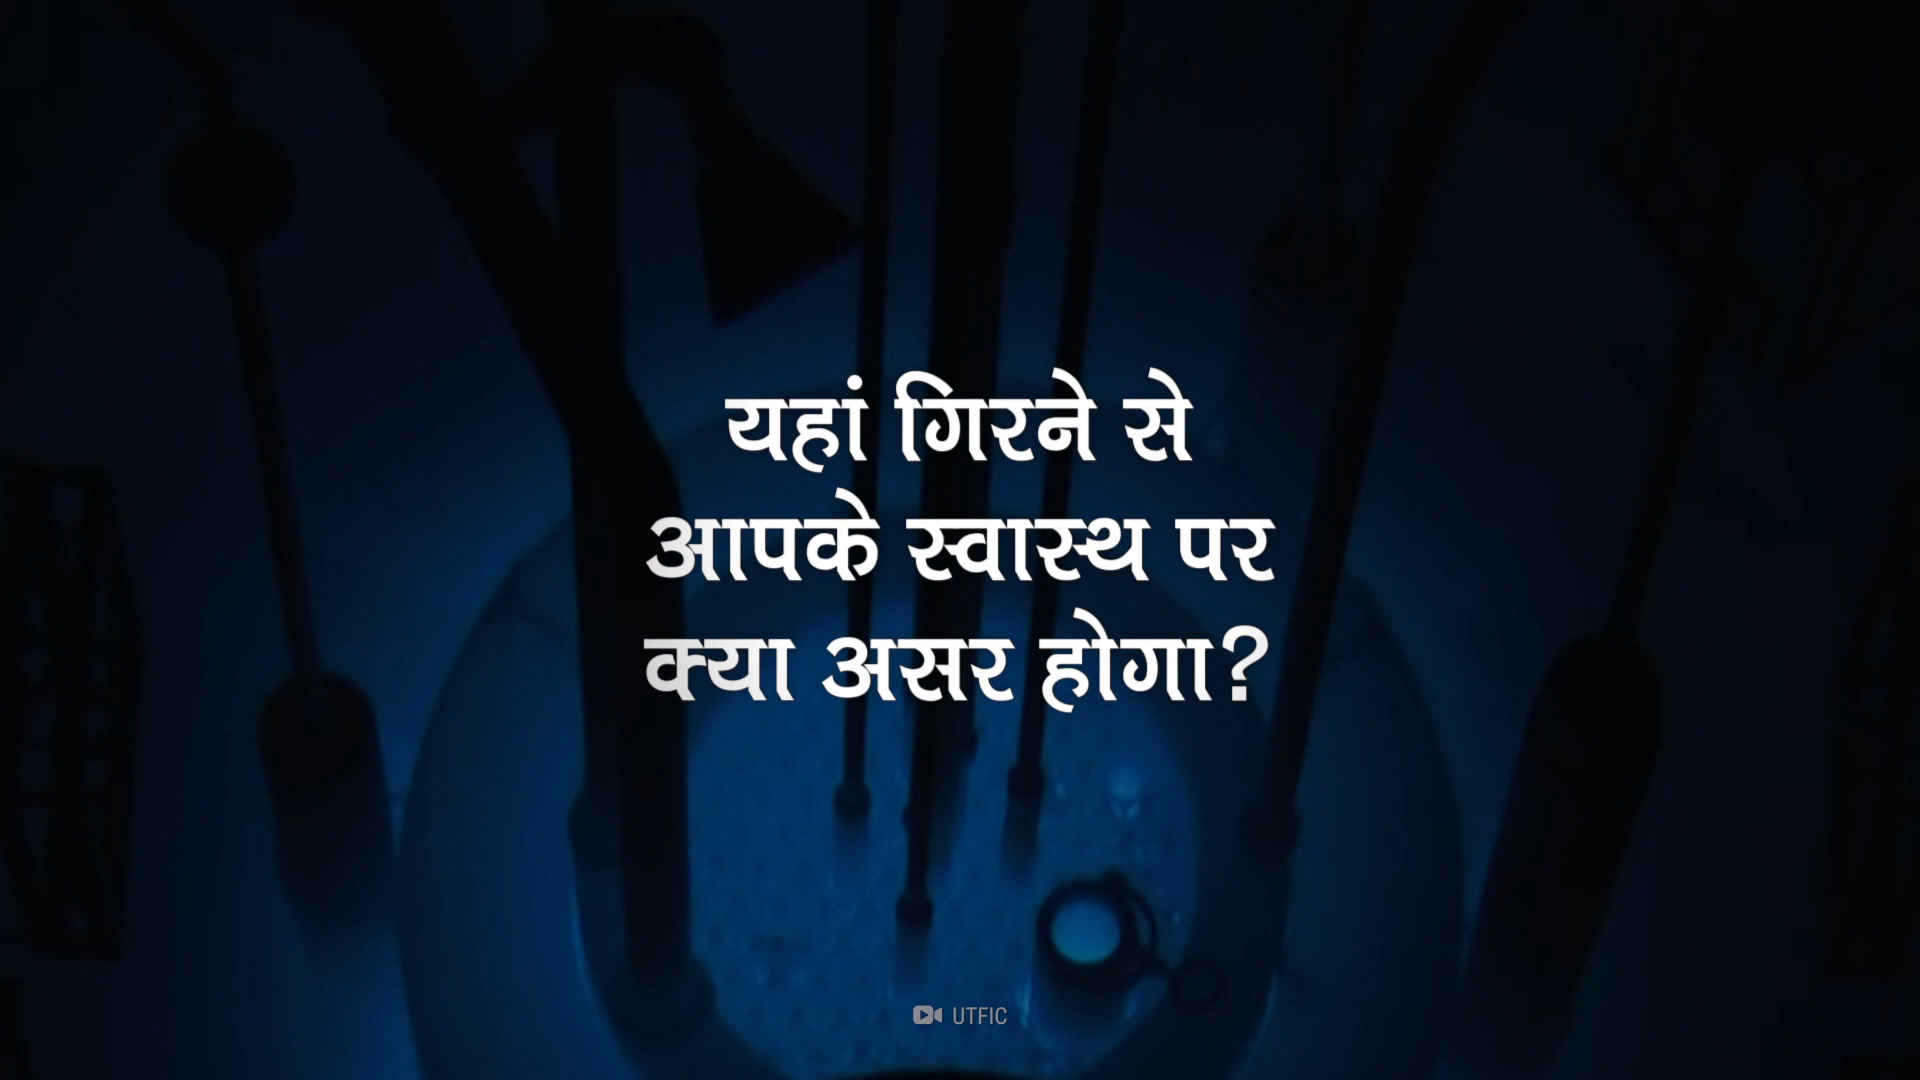 यहां गिरने से
आपके स्वास्थ पर
क्या असर होगा?
UTFIC